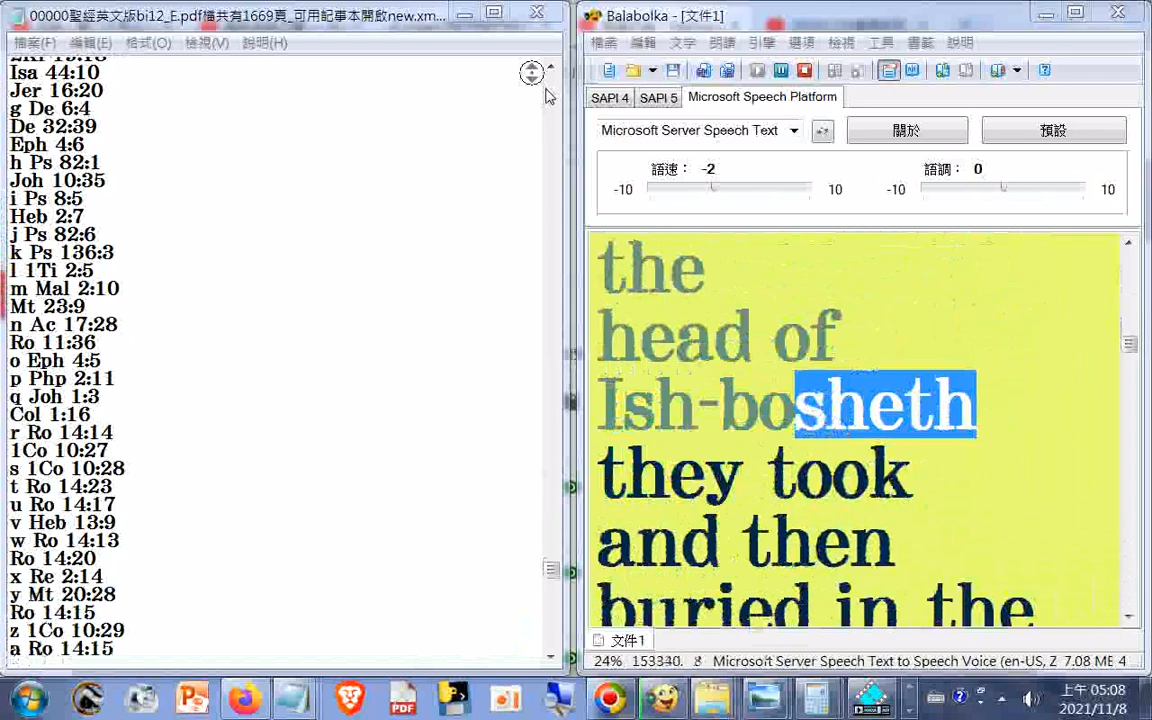 00000聖經英文版bi12_E.pdf檔共有1669頁_可用記事本開啟new.xm...
檔案(F) 編輯(E) 格式(O) 檢視(V) 說明(H)
Isa 44:10
Jer 16:20
g De 6:4
De 32:39
Eph 4:6
h Ps 82:1
Joh 10:35
i Ps 8:5
Heb 2:7
j Ps 82:6
k Ps 136:3
l 1Ti 2:5
m Mal 2:10
Mt 23:9
n Ac 17:28
Ro 11:36
o Eph 4:5
p Php 2:11
q Joh 1:3
Col 1:16
r Ro 14:14
1Co 10:27
s 1Co 10:28
t Ro 14:23
u Ro 14:17
v Heb 13:9
w Ro 14:13
Ro 14:20
x Re 2:14
y Mt 20:28
Ro 14:15
z 1Co 10:29
a Ro 14:15
Balabolka - [文件1]
檔案 編輯 文字 朗讀 引擎 選項 檢視 工具 書籤 說明
SAPI 4 SAPI 5 Microsoft Speech Platform
Microsoft Server Speech Text 關於 預設
語速： -2 語調： 0
-10 10 -10 10
the
head of
Ish-bosheth
they took
and then
buried in the
文件1
24% 153340. Microsoft Server Speech Text to Speech Voice (en-US, Z 7.08 ME 4
PDF
上午 05:08
2021/11/8